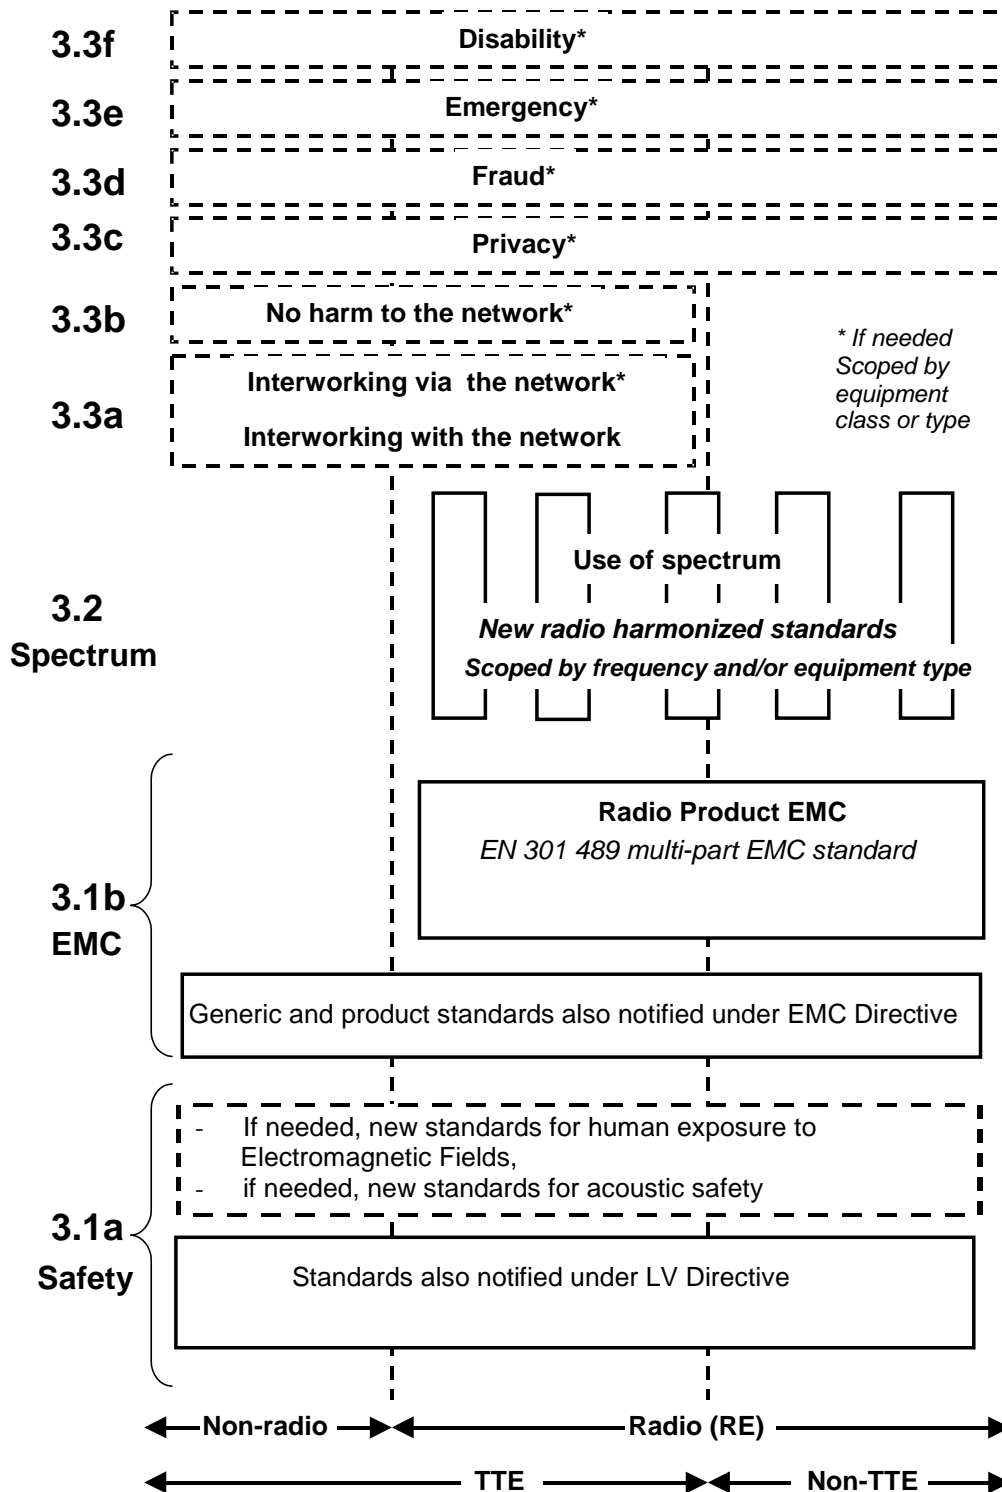 3.3f
Disability*
3.3e
Emergency*
3.3d
Fraud*
3.3c
Privacy*
3.3b
No harm to the network*
* If needed
Scoped by
equipment
class or type
3.3a
Interworking via the network*
Interworking with the network
3.2
Spectrum
Use of spectrum
New radio harmonized standards
Scoped by frequency and/or equipment type
3.1b
EMC
Radio Product EMC
EN 301 489 multi-part EMC standard
Generic and product standards also notified under EMC Directive
3.1a
Safety
- If needed, new standards for human exposure to
Electromagnetic Fields,
- if needed, new standards for acoustic safety
Standards also notified under LV Directive
Non-radio
Radio (RE)
TTE
Non-TTE